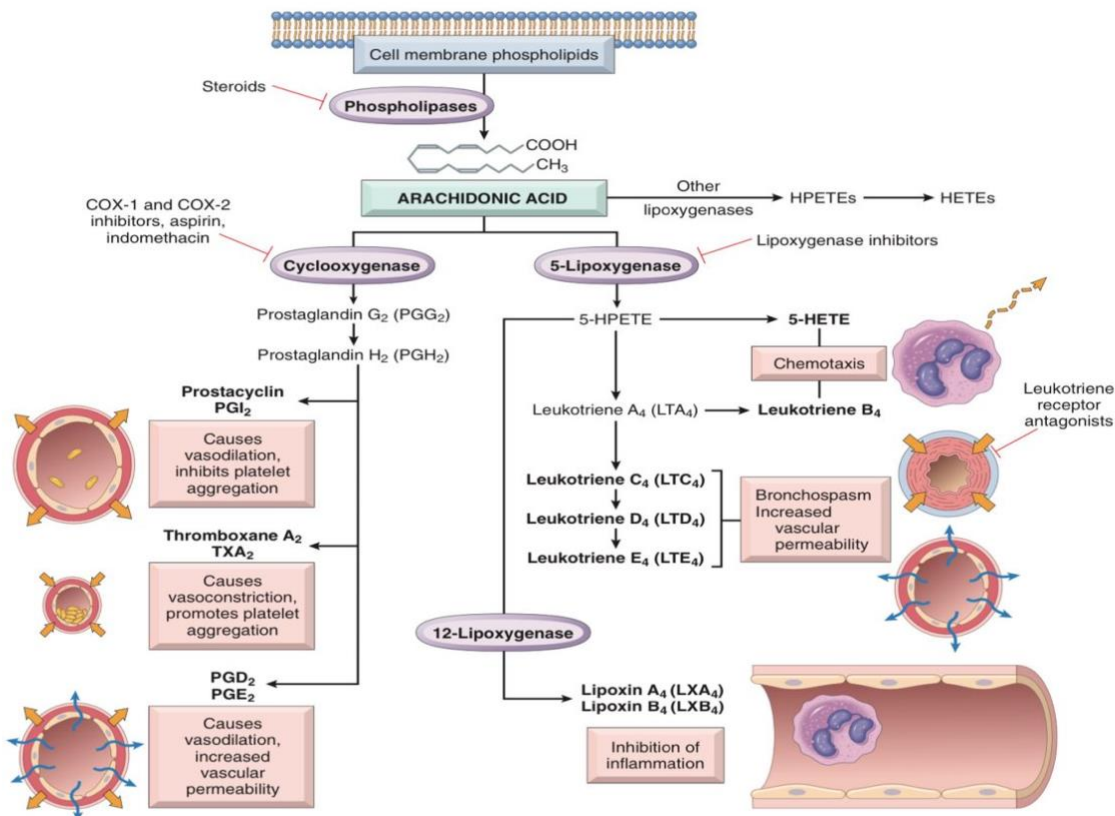 Cell membrane phospholipids
Steroids
Phospholipases
COOH
CH₃
ARACHIDONIC ACID
Other
lipoxygenases
HPETEs
HETEs
COX-1 and COX-2
inhibitors, aspirin,
indomethacin
Cyclooxygenase
5-Lipoxygenase
Lipoxygenase inhibitors
Prostaglandin G₂ (PGG₂)
Prostaglandin H₂ (PGH₂)
5-HPETE
5-HETE
Chemotaxis
Leukotriene A₄ (LTA₄)
Leukotriene B₄
Leukotriene
receptor
antagonists
Prostacyclin
PGI₂
Causes
vasodilation,
inhibits platelet
aggregation
Leukotriene C₄ (LTC₄)
Leukotriene D₄ (LTD₄)
Leukotriene E₄ (LTE₄)
Bronchospasm
Increased
vascular
permeability
Thromboxane A₂
TXA₂
Causes
vasoconstriction,
promotes platelet
aggregation
12-Lipoxygenase
PGD₂
PGE₂
Causes
vasodilation,
increased
vascular
permeability
Lipoxin A₄ (LXA₄)
Lipoxin B₄ (LXB₄)
Inhibition of
inflammation